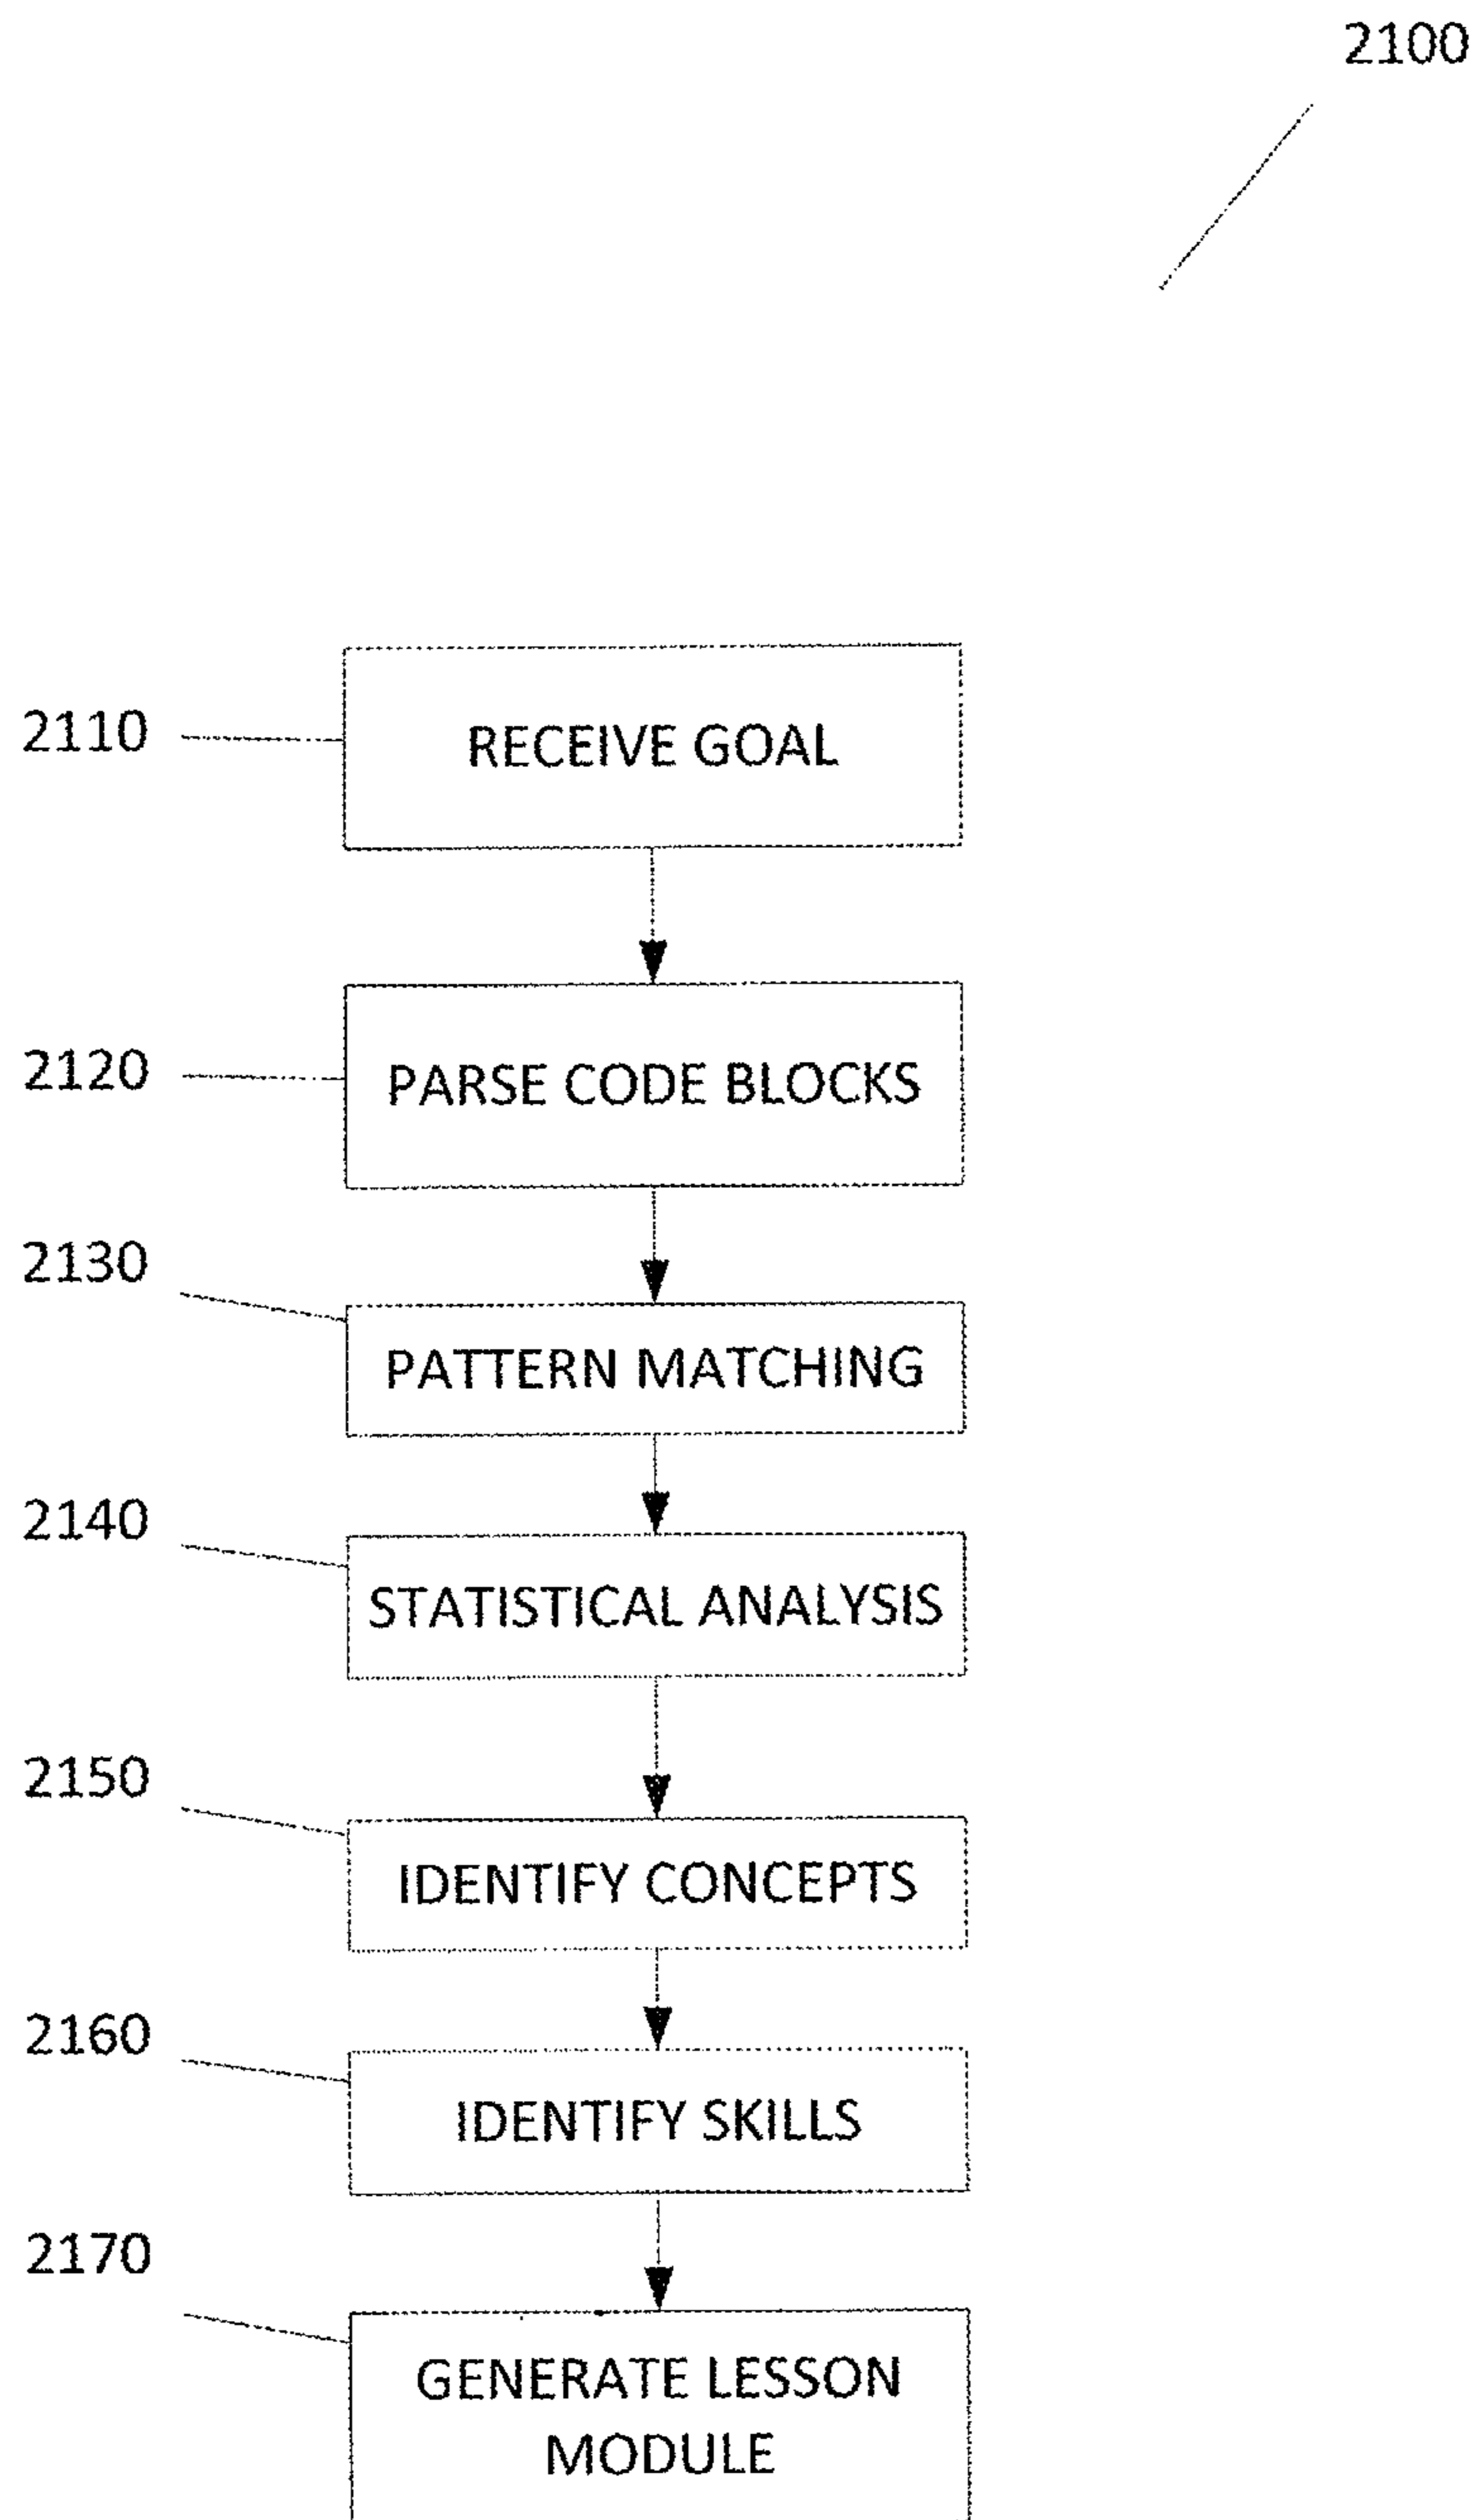 2100
2110
RECEIVE GOAL
2120
PARSE CODE BLOCKS
2130
PATTERN MATCHING
2140
STATISTICAL ANALYSIS
2150
IDENTIFY CONCEPTS
2160
IDENTIFY SKILLS
2170
GENERATE LESSON
MODULE